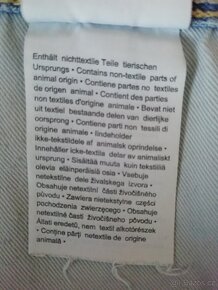 Enthält nichttextile Teile tierischen
Ursprungs • Contains non-textile parts of
animal origin • Contiene partes no textiles
de origen animal • Contient des parties
non textiles d'origine animale • Bevat niet
uit textiel bestaande delen van dierlijke
oorsprong • Contiene parti non tessili di
origine animale • Indeholder
ikke-tekstildele af animalsk oprindelse •
Innehåller icke textila delar av animaliskt
ursprung • Sisältää muuta kuin tekstiiliä
olevia eläinperäisiä osia • Vsebuje
netekstilne dele živalskega izvora •
Obsahuje netextilní části živočišného
původu • Zawiera nietekstylne części
pochodzenia zwierzęcego • Obsahuje
netextilné časti živočíšneho pôvodu •
Állati eredetű, nem textil alkotórészek
• Conţine părţi netextile de origine
animală •